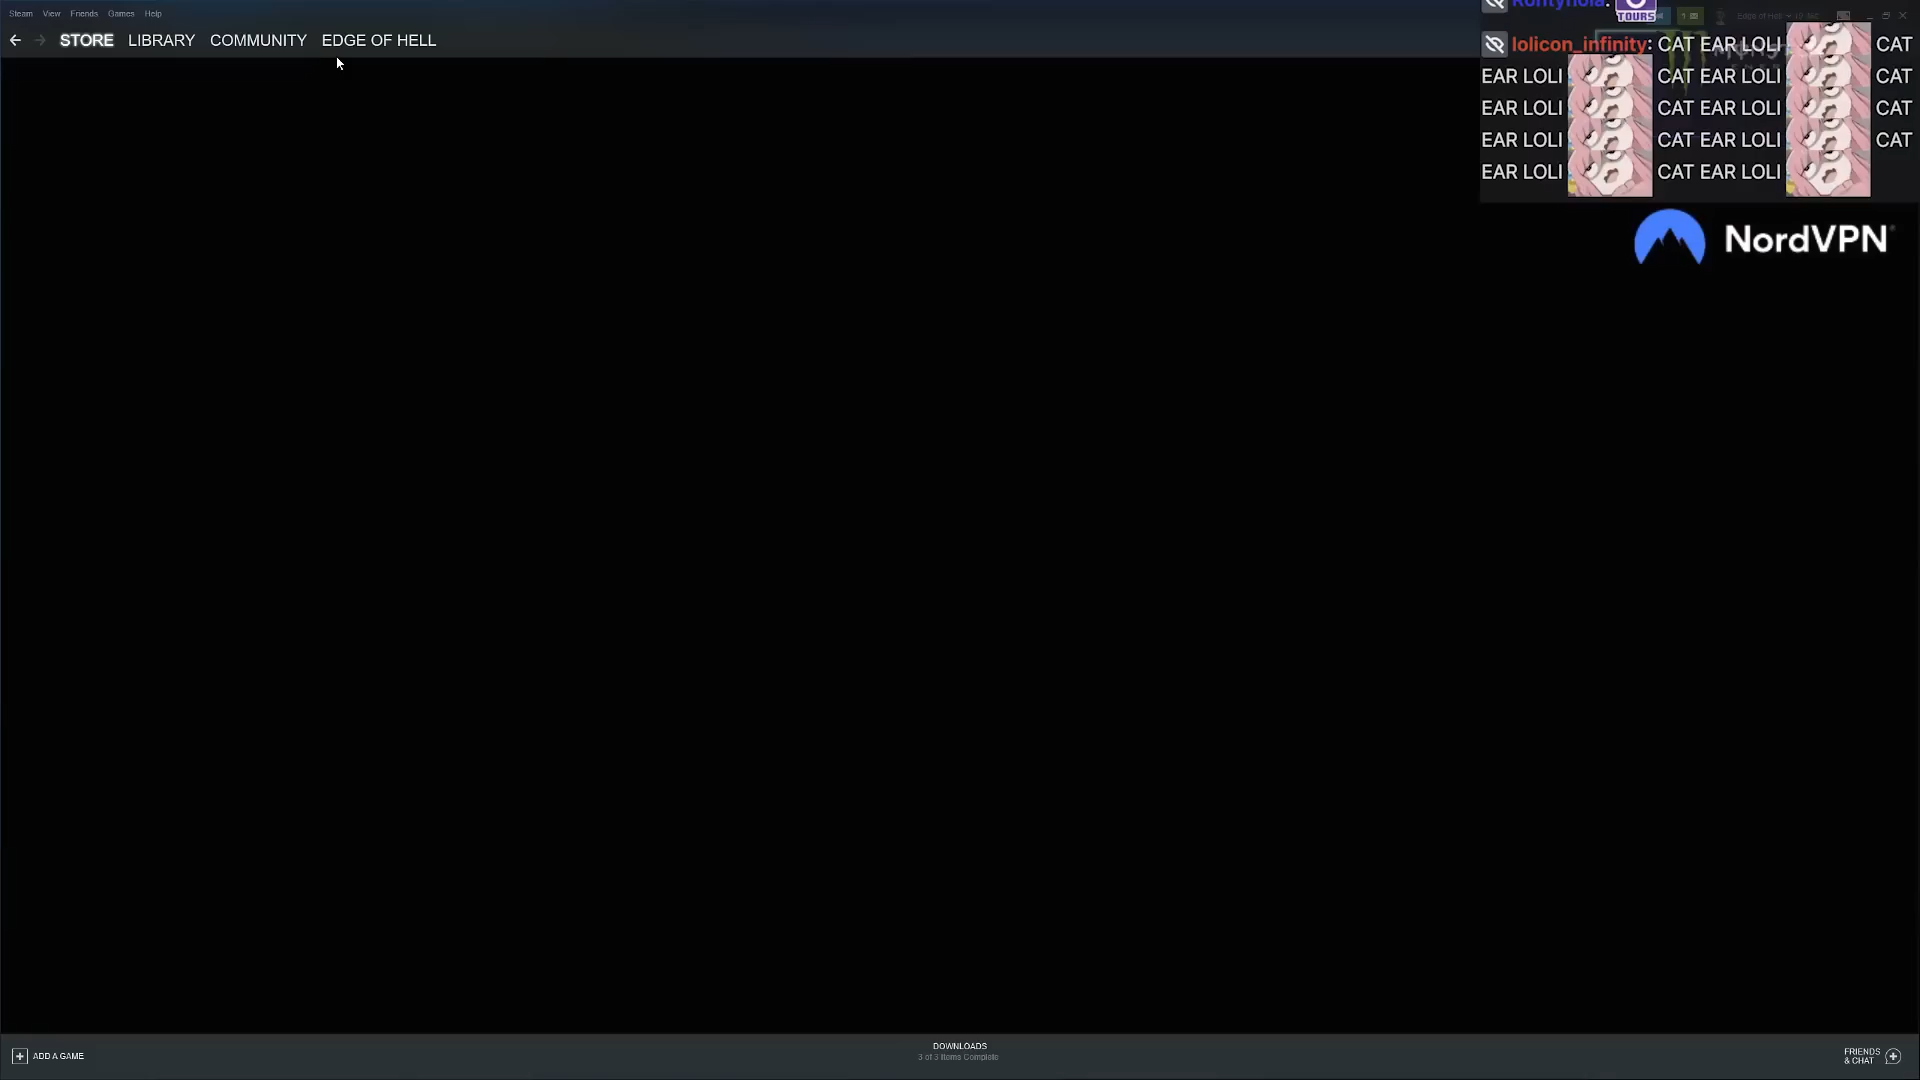 Steam View Friends Games Help
STORE LIBRARY COMMUNITY EDGE OF HELL
TOURS
lolicon_infinity: CAT EAR LOLI CAT
EAR LOLI CAT EAR LOLI CAT
EAR LOLI CAT EAR LOLI CAT
EAR LOLI CAT EAR LOLI CAT
EAR LOLI CAT EAR LOLI
NordVPN
ADD A GAME
DOWNLOADS
3 of 3 Items Complete
FRIENDS
& CHAT